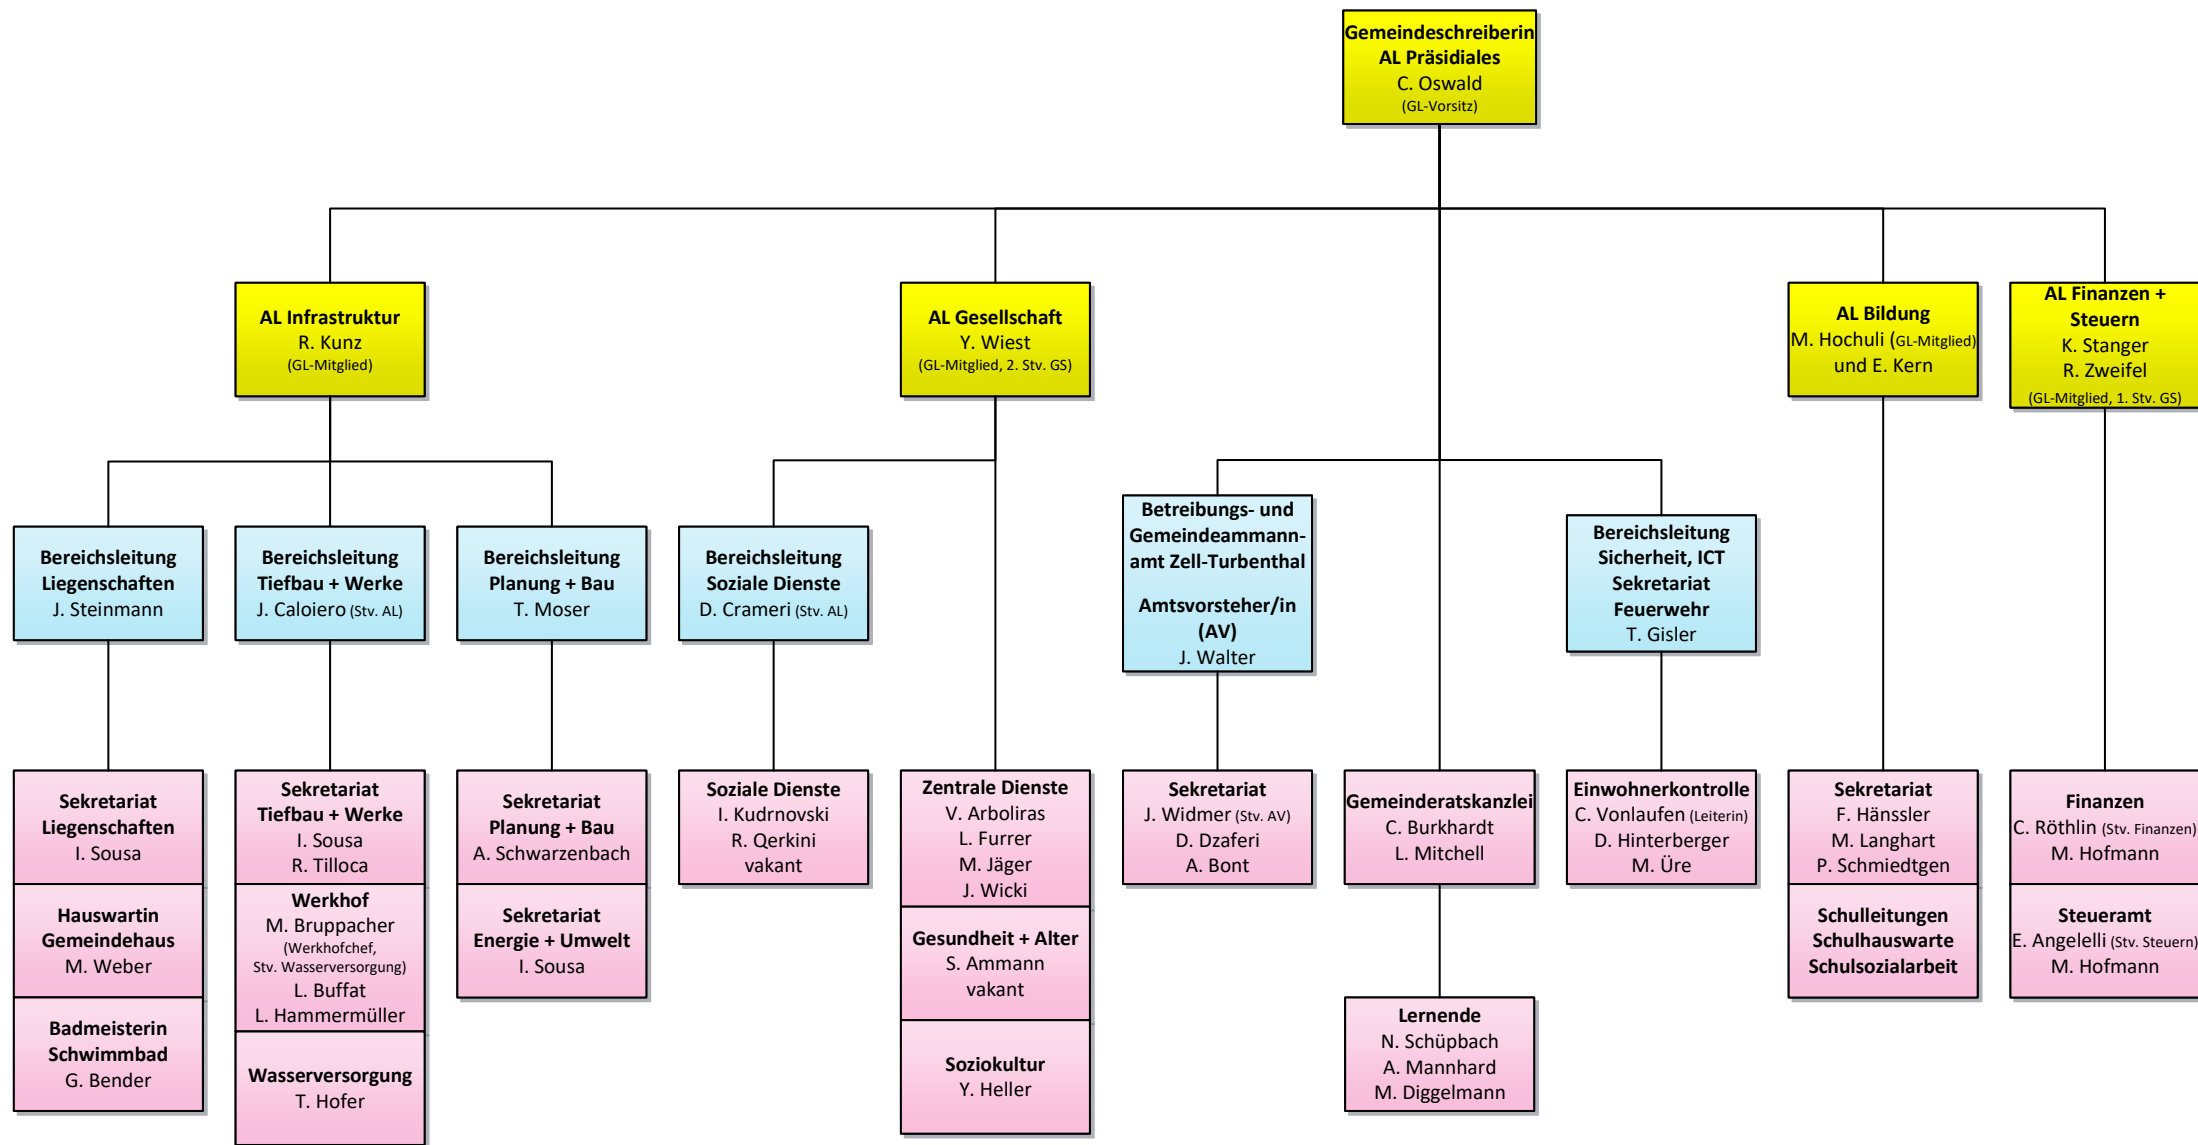 Gemeindeschreiberin
AL Präsidiales
C. Oswald
(GL-Vorsitz)
AL Infrastruktur
R. Kunz
(GL-Mitglied)
AL Gesellschaft
Y. Wiest
(GL-Mitglied, 2. Stv. GS)
AL Bildung
M. Hochuli (GL-Mitglied)
und E. Kern
AL Finanzen +
Steuern
K. Stanger
R. Zweifel
(GL-Mitglied, 1. Stv. GS)
Bereichsleitung
Liegenschaften
J. Steinmann
Bereichsleitung
Tiefbau + Werke
J. Caloiero (Stv. AL)
Bereichsleitung
Planung + Bau
T. Moser
Bereichsleitung
Soziale Dienste
D. Crameri (Stv. AL)
Betreibungs- und
Gemeindeammann-
amt Zell-Turbenthal
Amtsvorsteher/in
(AV)
J. Walter
Bereichsleitung
Sicherheit, ICT
Sekretariat
Feuerwehr
T. Gisler
Sekretariat
Liegenschaften
I. Sousa
Hauswartin
Gemeindehaus
M. Weber
Badmeisterin
Schwimmbad
G. Bender
Sekretariat
Tiefbau + Werke
I. Sousa
R. Tilloca
Werkhof
M. Bruppacher
(Werkhofchef,
Stv. Wasserversorgung)
L. Buffat
L. Hammermüller
Wasserversorgung
T. Hofer
Sekretariat
Planung + Bau
A. Schwarzenbach
Sekretariat
Energie + Umwelt
I. Sousa
Soziale Dienste
I. Kudrnovski
R. Qerkini
vakant
Zentrale Dienste
V. Arboliras
L. Furrer
M. Jäger
J. Wicki
Gesundheit + Alter
S. Ammann
vakant
Soziokultur
Y. Heller
Sekretariat
J. Widmer (Stv. AV)
D. Dzaferi
A. Bont
Gemeinderatskanzlei
C. Burkhardt
L. Mitchell
Lernende
N. Schüpbach
A. Mannhard
M. Diggelmann
Einwohnerkontrolle
C. Vonlaufen (Leiterin)
D. Hinterberger
M. Üre
Sekretariat
F. Hänssler
M. Langhart
P. Schmiedtgen
Schulleitungen
Schulhauswarte
Schulsozialarbeit
Finanzen
C. Röthlin (Stv. Finanzen)
M. Hofmann
Steueramt
E. Angelelli (Stv. Steuern)
M. Hofmann